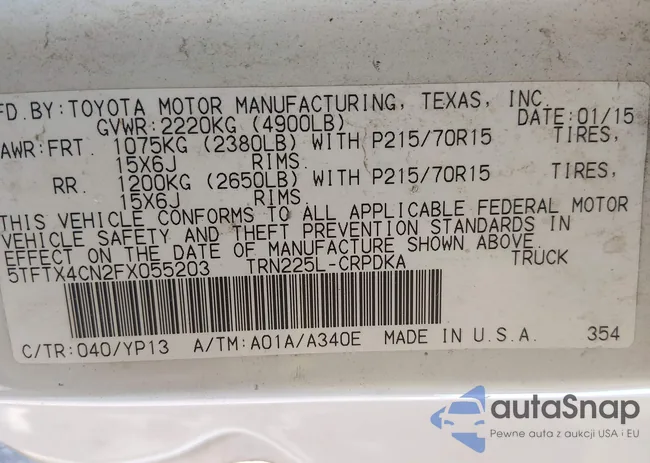 FD. BY: TOYOTA MOTOR MANUFACTURING, TEXAS, INC.
GVWR: 2220KG (4900LB) DATE: 01/15
AWR: FRT. 1075KG (2380LB) WITH P215/70R15 TIRES,
15X6J RIMS.
RR. 1200KG (2650LB) WITH P215/70R15 TIRES,
15X6J RIMS.
THIS VEHICLE CONFORMS TO ALL APPLICABLE FEDERAL MOTOR
VEHICLE SAFETY AND THEFT PREVENTION STANDARDS IN
EFFECT ON THE DATE OF MANUFACTURE SHOWN ABOVE.
5TFTX4CN2FX055203 TRN225L-CRPDKA TRUCK
C/TR: 040/YP13 A/TM: A01A/A340E MADE IN U.S.A. 354
autaSnap
Pewne auta z aukcji USA i EU